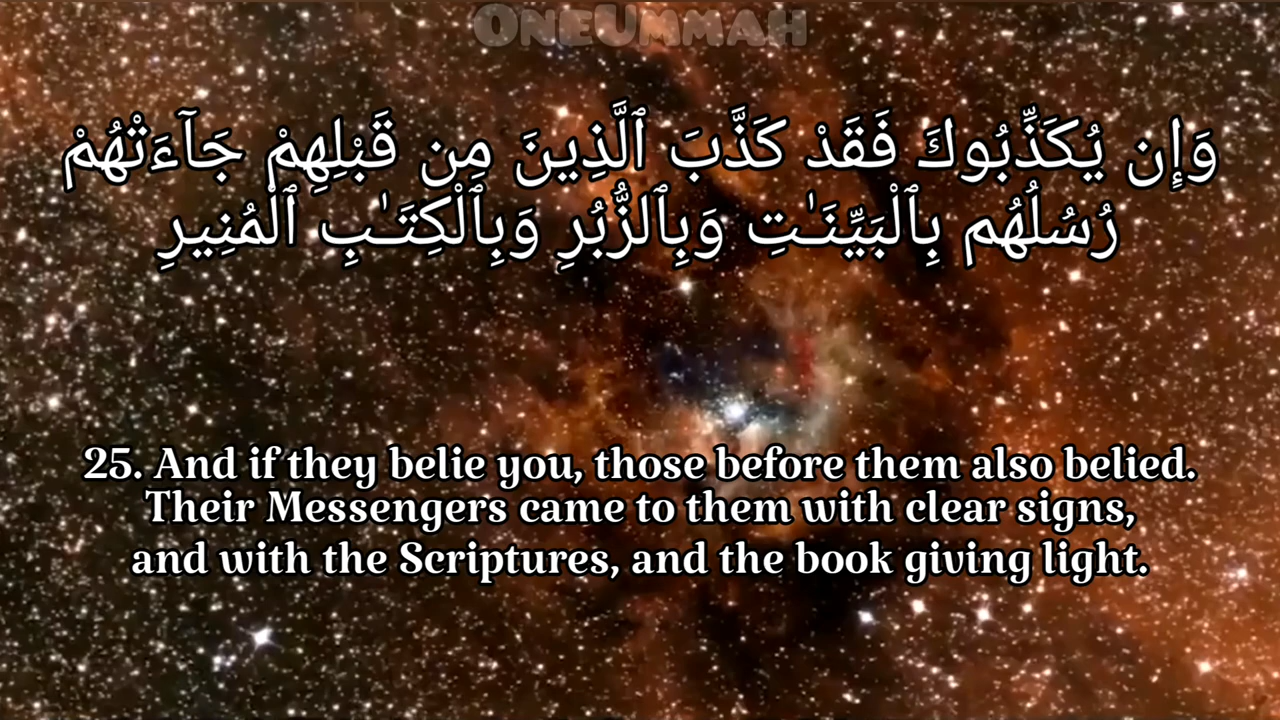 OneUmmah
وَإِن يُكَذِّبُوكَ فَقَدْ كَذَّبَ ٱلَّذِينَ مِن قَبْلِهِمْ جَآءَتْهُمْ
رُسُلُهُم بِٱلْبَيِّنَـٰتِ وَبِٱلزُّبُرِ وَبِٱلْكِتَـٰبِ ٱلْمُنِيرِ
25. And if they belie you, those before them also belied.
Their Messengers came to them with clear signs,
and with the Scriptures, and the book giving light.